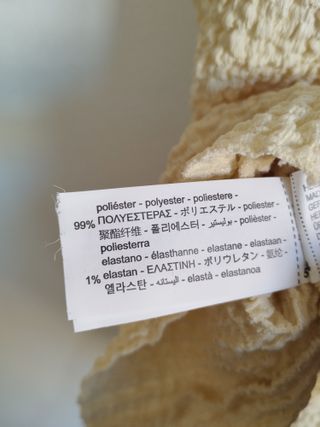 poliéster - polyester - poliestere -
99% ΠΟΛΥΕΣΤΕΡΑΣ - ポリエステル - poliester -
聚酯纤维 - 폴리에스터 - بوليستير - polièster -
poliesterra
elastano - élasthanne - elastane - elastaan -
1% elastan - ΕΛΑΣΤΙΝΗ - ポリウレタン - 氨纶 -
엘라스탄 - الیستانه - elastà - elastanoa